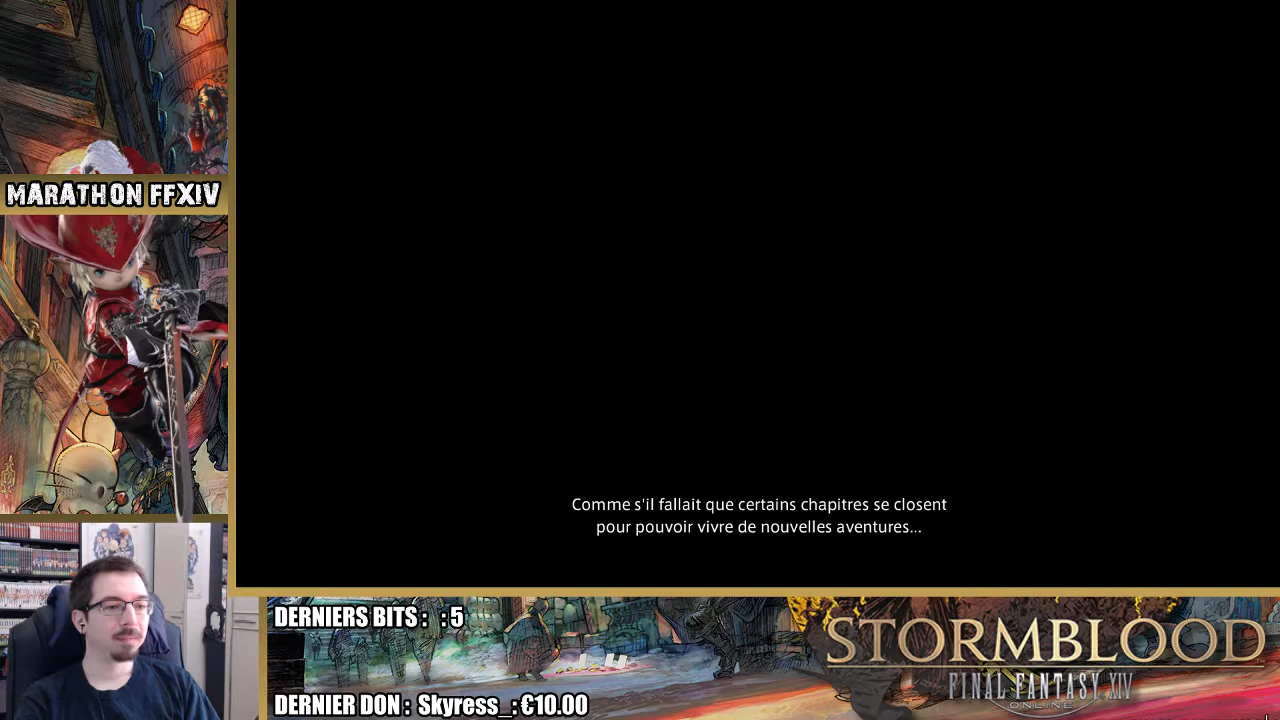 MARATHON FFXIV
Comme s'il fallait que certains chapitres se closent
pour pouvoir vivre de nouvelles aventures...
DERNIERS BITS : : 5
DERNIER DON : Skyress_: €10.00
STORMBLOOD
FINAL FANTASY XIV
ONLINE